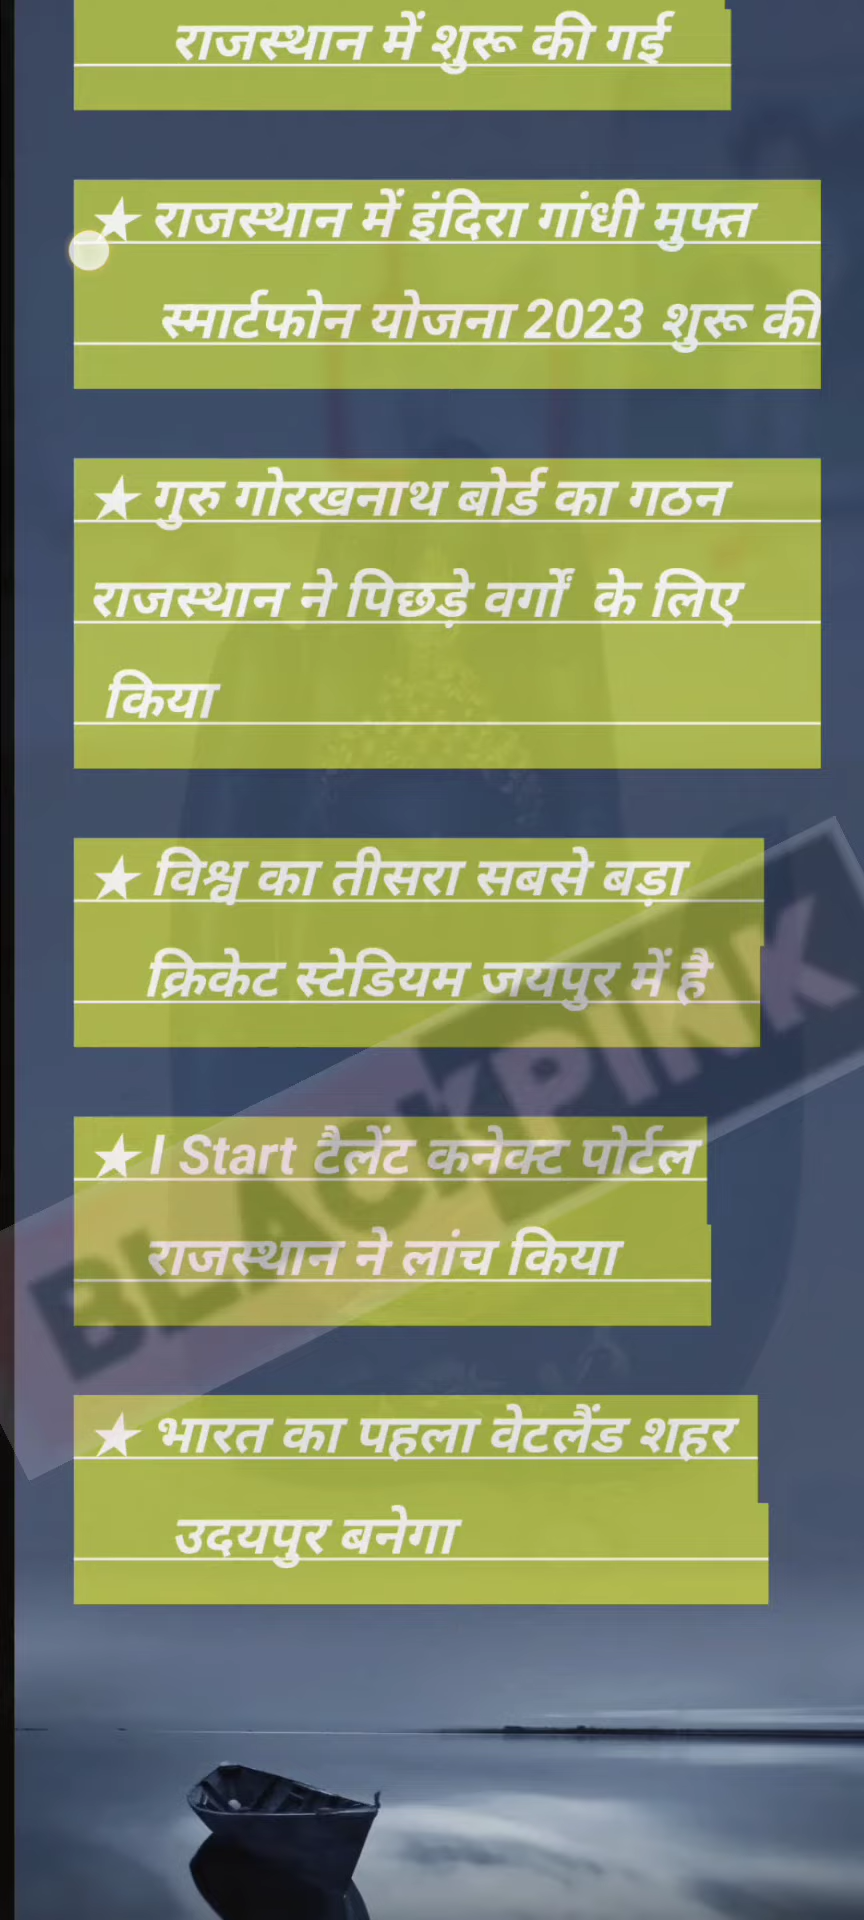 राजस्थान में शुरू की गई
★ राजस्थान में इंदिरा गांधी मुफ्त
स्मार्टफोन योजना 2023 शुरू की
★ गुरु गोरखनाथ बोर्ड का गठन
राजस्थान ने पिछड़े वर्गों के लिए
किया
★ विश्व का तीसरा सबसे बड़ा
क्रिकेट स्टेडियम जयपुर में है
★ I Start टैलेंट कनेक्ट पोर्टल
राजस्थान ने लांच किया
★ भारत का पहला वेटलैंड शहर
उदयपुर बनेगा
BLACKPINK